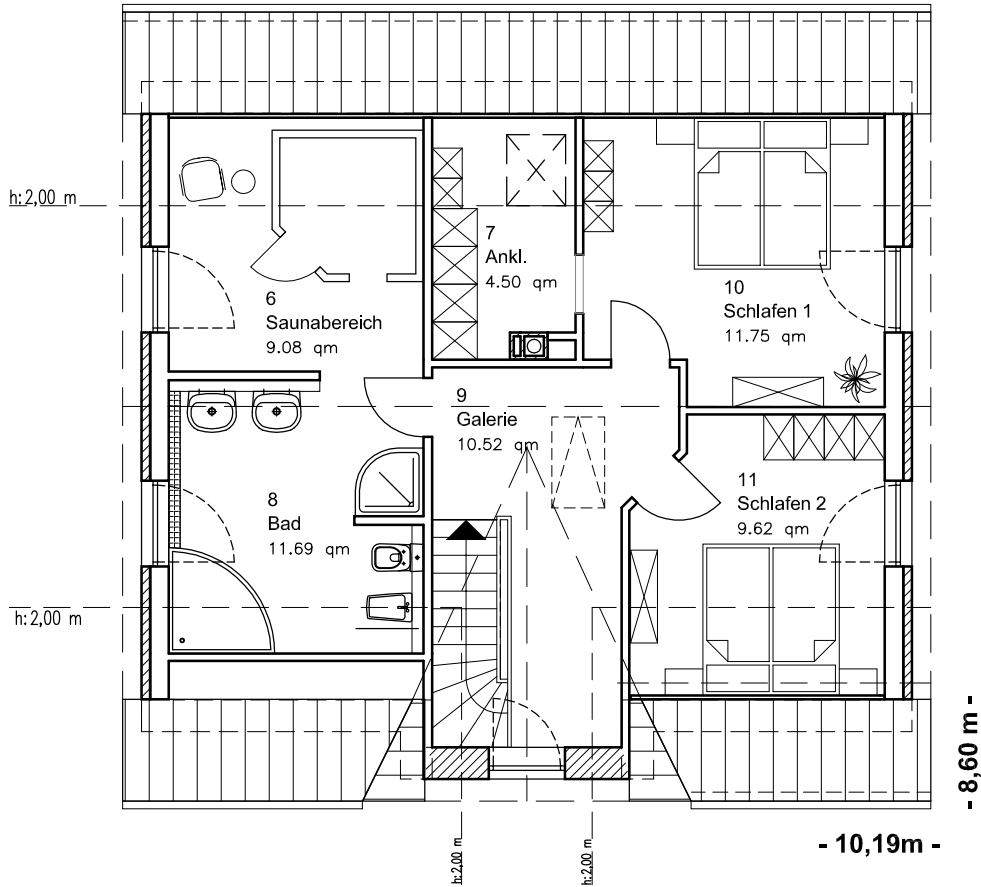 h:2,00 m
6
Saunabereich
9.08 qm
7
Ankl.
4.50 qm
10
Schlafen 1
11.75 qm
9
Galerie
10.52 qm
8
Bad
11.69 qm
11
Schlafen 2
9.62 qm
h:2,00 m
- 8,60 m -
- 10,19m -
h:2,00 m
h:2,00 m